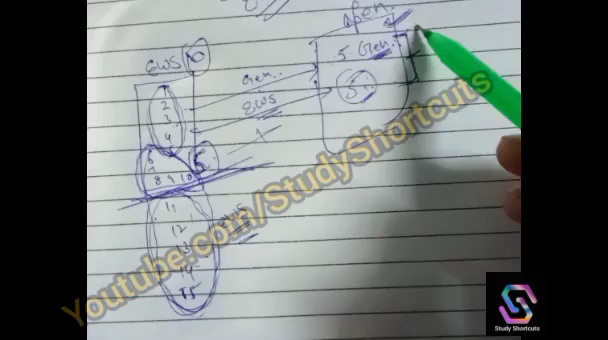 open.
EWS 10
5. Gen.
Gen..
EWS
5
1
2
3
4
5
6
7
5.
8 9 10
11
12
13
14
15
EWS
Youtube.com/StudyShortcuts
Study Shortcuts